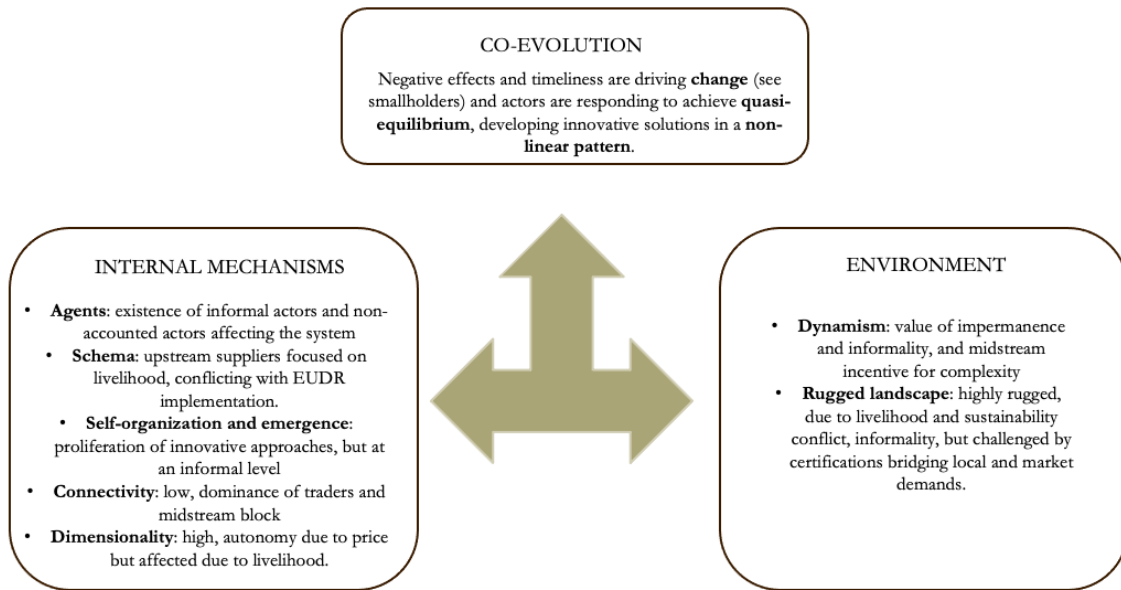 CO-EVOLUTION
Negative effects and timeliness are driving change (see
smallholders) and actors are responding to achieve quasi-
equilibrium, developing innovative solutions in a non-
linear pattern.
INTERNAL MECHANISMS
• Agents: existence of informal actors and non-
accounted actors affecting the system
• Schema: upstream suppliers focused on
livelihood, conflicting with EUDR
implementation.
• Self-organization and emergence:
proliferation of innovative approaches, but at
an informal level
• Connectivity: low, dominance of traders and
midstream block
• Dimensionality: high, autonomy due to price
but affected due to livelihood.
ENVIRONMENT
• Dynamism: value of impermanence
and informality, and midstream
incentive for complexity
• Rugged landscape: highly rugged,
due to livelihood and sustainability
conflict, informality, but challenged by
certifications bridging local and market
demands.